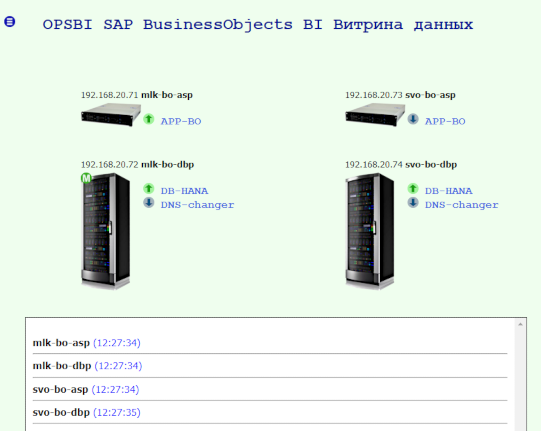 OPSBI SAP BusinessObjects BI Витрина данных
192.168.20.71 mlk-bo-asp
APP-BO
192.168.20.73 svo-bo-asp
APP-BO
192.168.20.72 mlk-bo-dbp
M
DB-HANA
DNS-changer
192.168.20.74 svo-bo-dbp
DB-HANA
DNS-changer
mlk-bo-asp (12:27:34)
mlk-bo-dbp (12:27:34)
svo-bo-asp (12:27:34)
svo-bo-dbp (12:27:35)